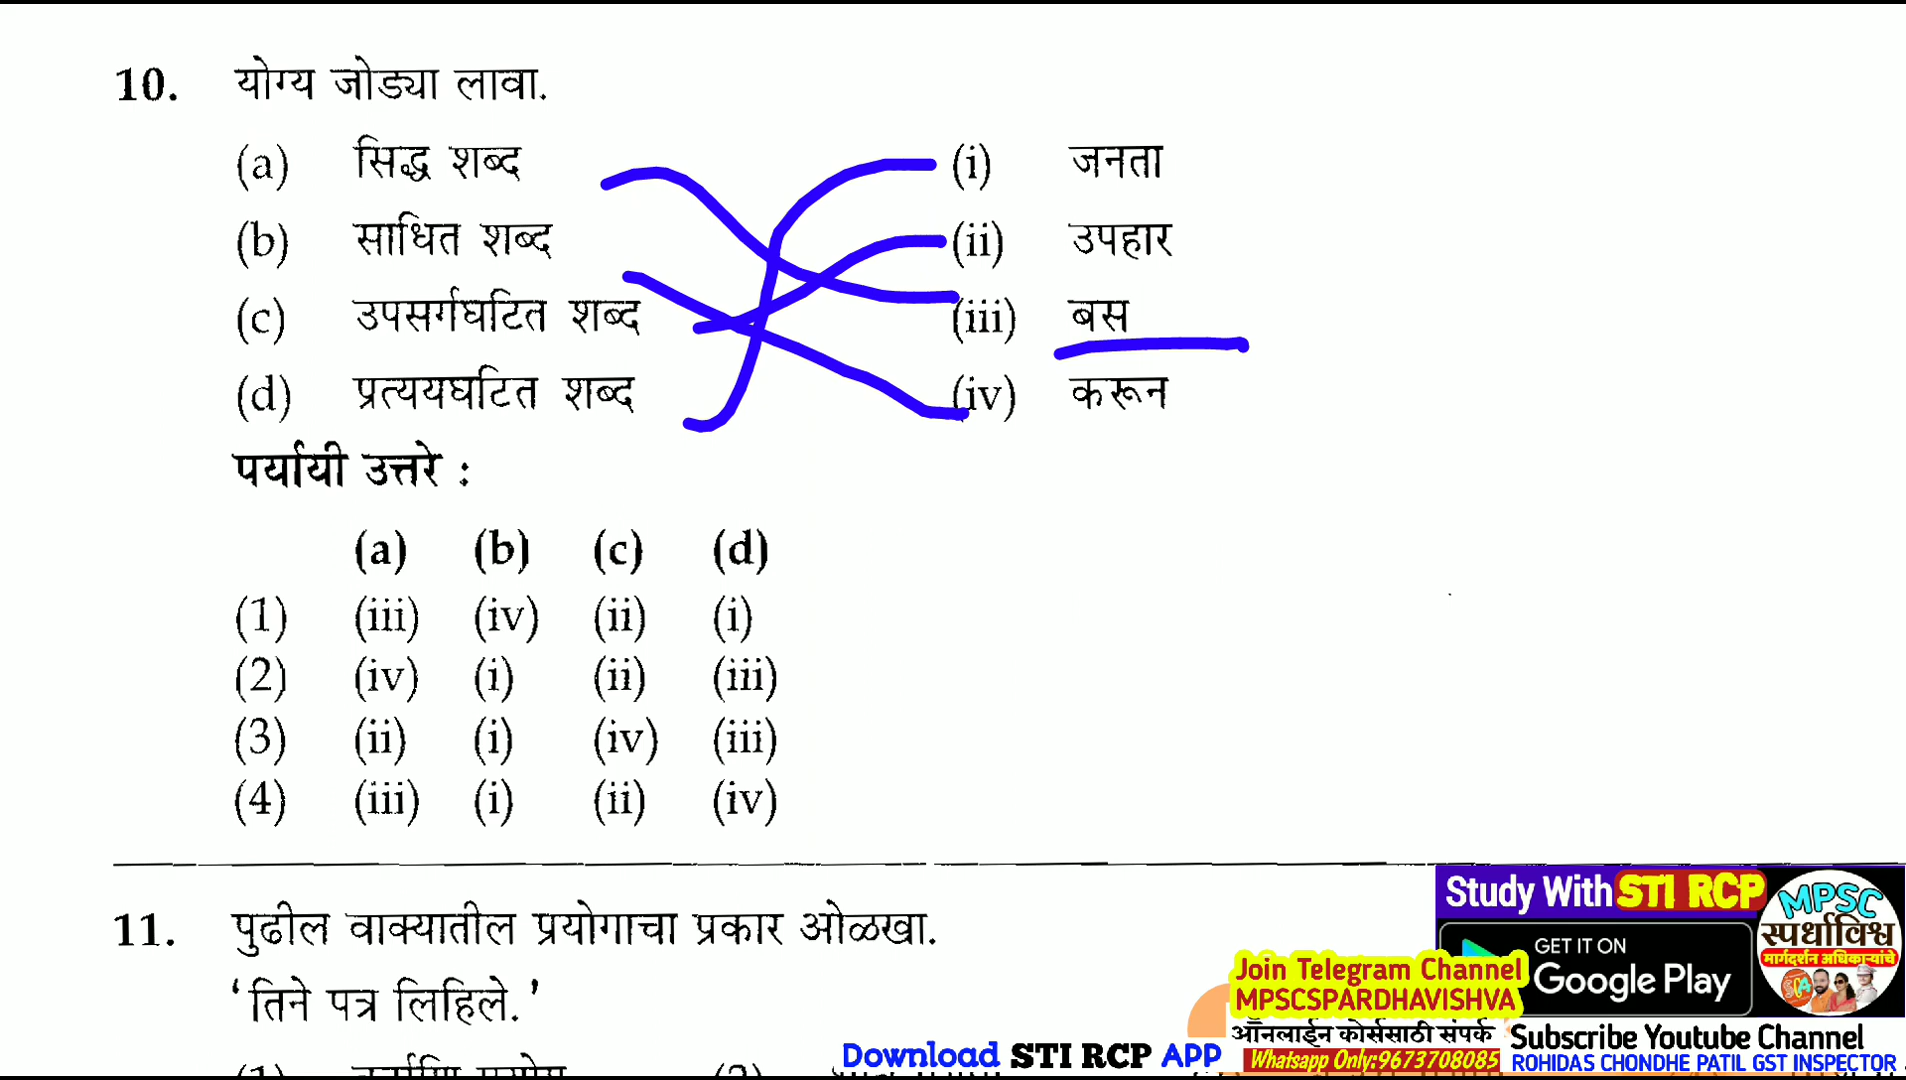 10. योग्य जोड्या लावा.
(a) सिद्ध शब्द (i) जनता
(b) साधित शब्द (ii) उपहार
(c) उपसर्गघटित शब्द (iii) बस
(d) प्रत्ययघटित शब्द (iv) करून
पर्यायी उत्तरे :
(a) (b) (c) (d)
(1) (iii) (iv) (ii) (i)
(2) (iv) (i) (ii) (iii)
(3) (ii) (i) (iv) (iii)
(4) (iii) (i) (ii) (iv)
11. पुढील वाक्यातील प्रयोगाचा प्रकार ओळखा.
‘तिने पत्र लिहिले.’
Study With STI RCP
GET IT ON
Google Play
MPSC
स्पर्धाविश्व
मार्गदर्शन अधिकाऱ्यांचे
Join Telegram Channel
MPSCSPARDHAVISHVA
ऑनलाईन कोर्ससाठी संपर्क
Whatsapp Only:9673708085
Download STI RCP APP
Subscribe Youtube Channel
ROHIDAS CHONDHE PATIL GST INSPECTOR